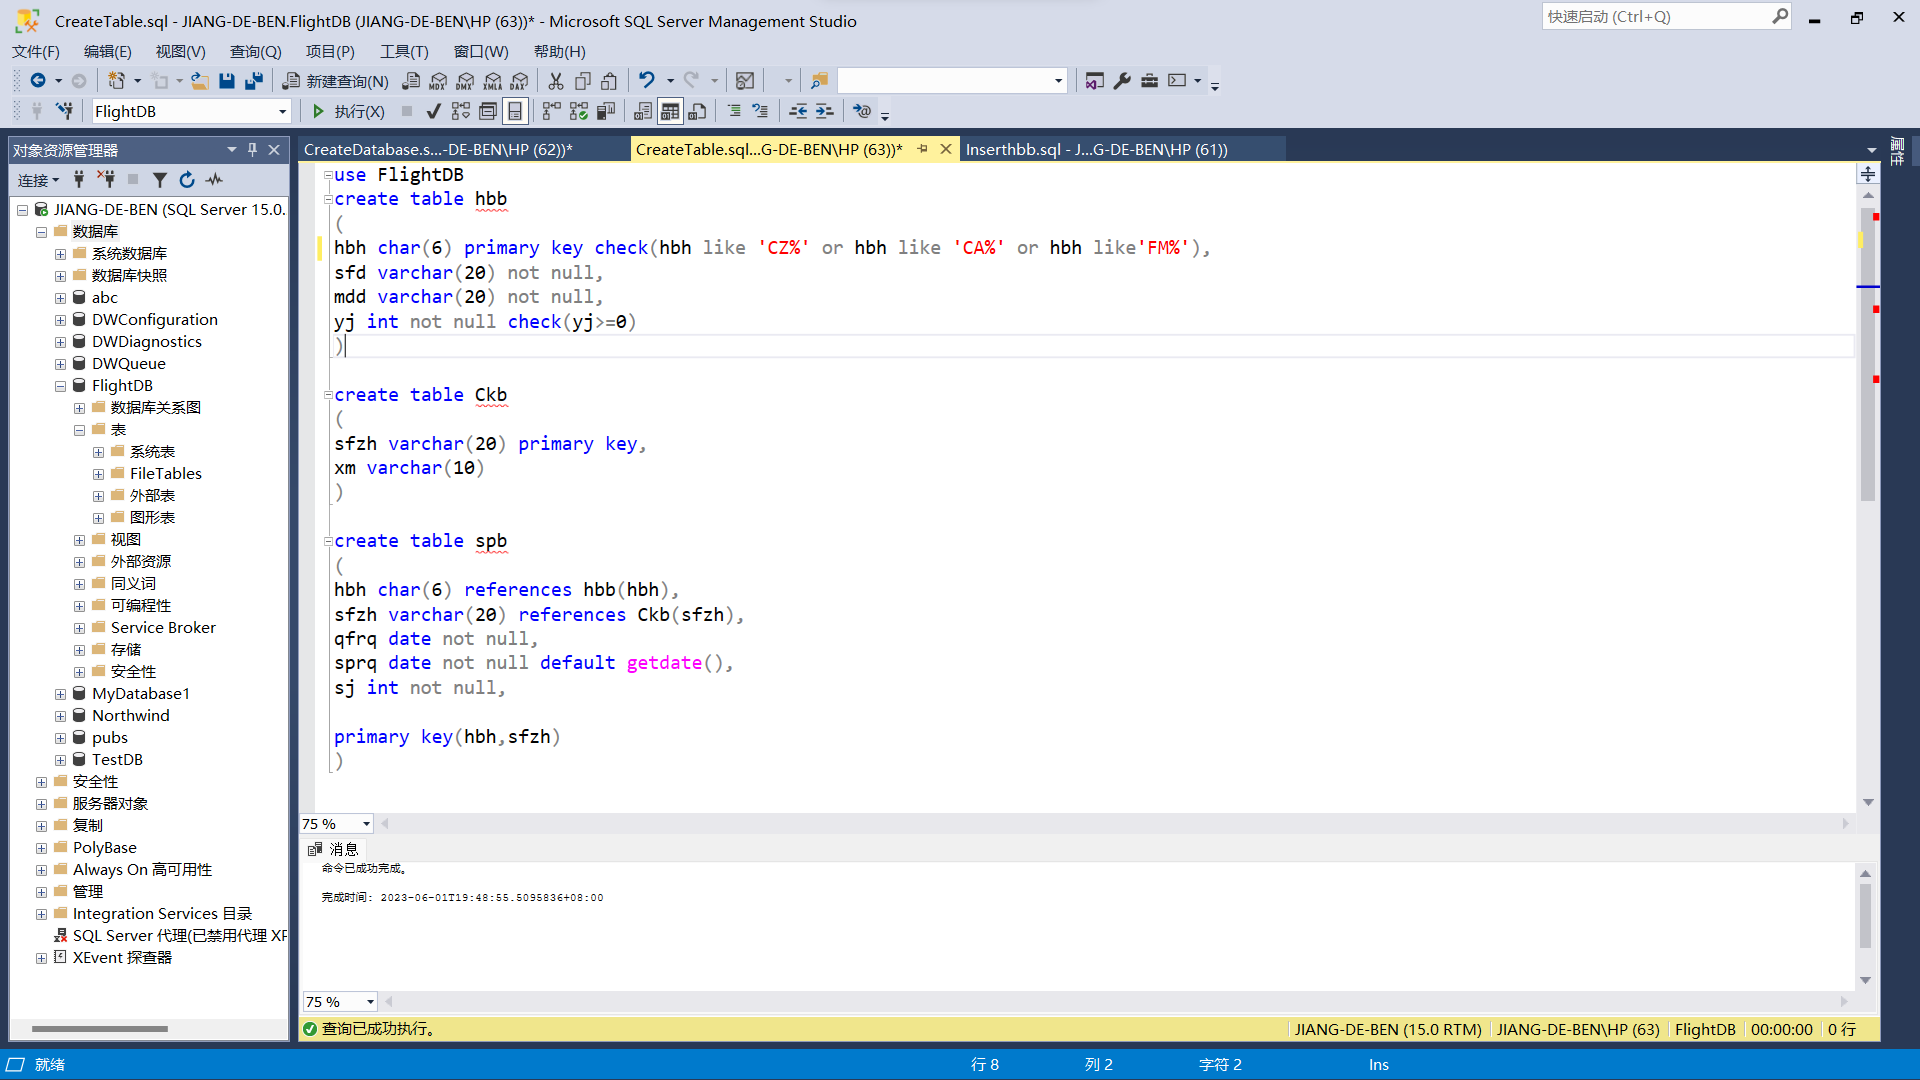 CreateTable.sql - JIANG-DE-BEN.FlightDB (JIANG-DE-BEN\HP (63))* - Microsoft SQL Server Management Studio
快速启动 (Ctrl+Q)
文件(F) 编辑(E) 视图(V) 查询(Q) 项目(P) 工具(T) 窗口(W) 帮助(H)
新建查询(N) MDX DMX XMLA DAX
FlightDB 执行(X)
对象资源管理器
连接
JIANG-DE-BEN (SQL Server 15.0.
数据库
系统数据库
数据库快照
abc
DWConfiguration
DWDiagnostics
DWQueue
FlightDB
数据库关系图
表
系统表
FileTables
外部表
图形表
视图
外部资源
同义词
可编程性
Service Broker
存储
安全性
MyDatabase1
Northwind
pubs
TestDB
安全性
服务器对象
复制
PolyBase
Always On 高可用性
管理
Integration Services 目录
SQL Server 代理(已禁用代理 XP
XEvent 探查器
CreateDatabase.s...-DE-BEN\HP (62))* CreateTable.sql...G-DE-BEN\HP (63))* Inserthbb.sql - J...G-DE-BEN\HP (61))
属性
use FlightDB
create table hbb
(
hbh char(6) primary key check(hbh like 'CZ%' or hbh like 'CA%' or hbh like'FM%'),
sfd varchar(20) not null,
mdd varchar(20) not null,
yj int not null check(yj>=0)
)
create table Ckb
(
sfzh varchar(20) primary key,
xm varchar(10)
)
create table spb
(
hbh char(6) references hbb(hbh),
sfzh varchar(20) references Ckb(sfzh),
qfrq date not null,
sprq date not null default getdate(),
sj int not null,
primary key(hbh,sfzh)
)
75 %
消息
命令已成功完成。
完成时间: 2023-06-01T19:48:55.5095836+08:00
75 %
查询已成功执行。 JIANG-DE-BEN (15.0 RTM) JIANG-DE-BEN\HP (63) FlightDB 00:00:00 0 行
就绪 行 8 列 2 字符 2 Ins